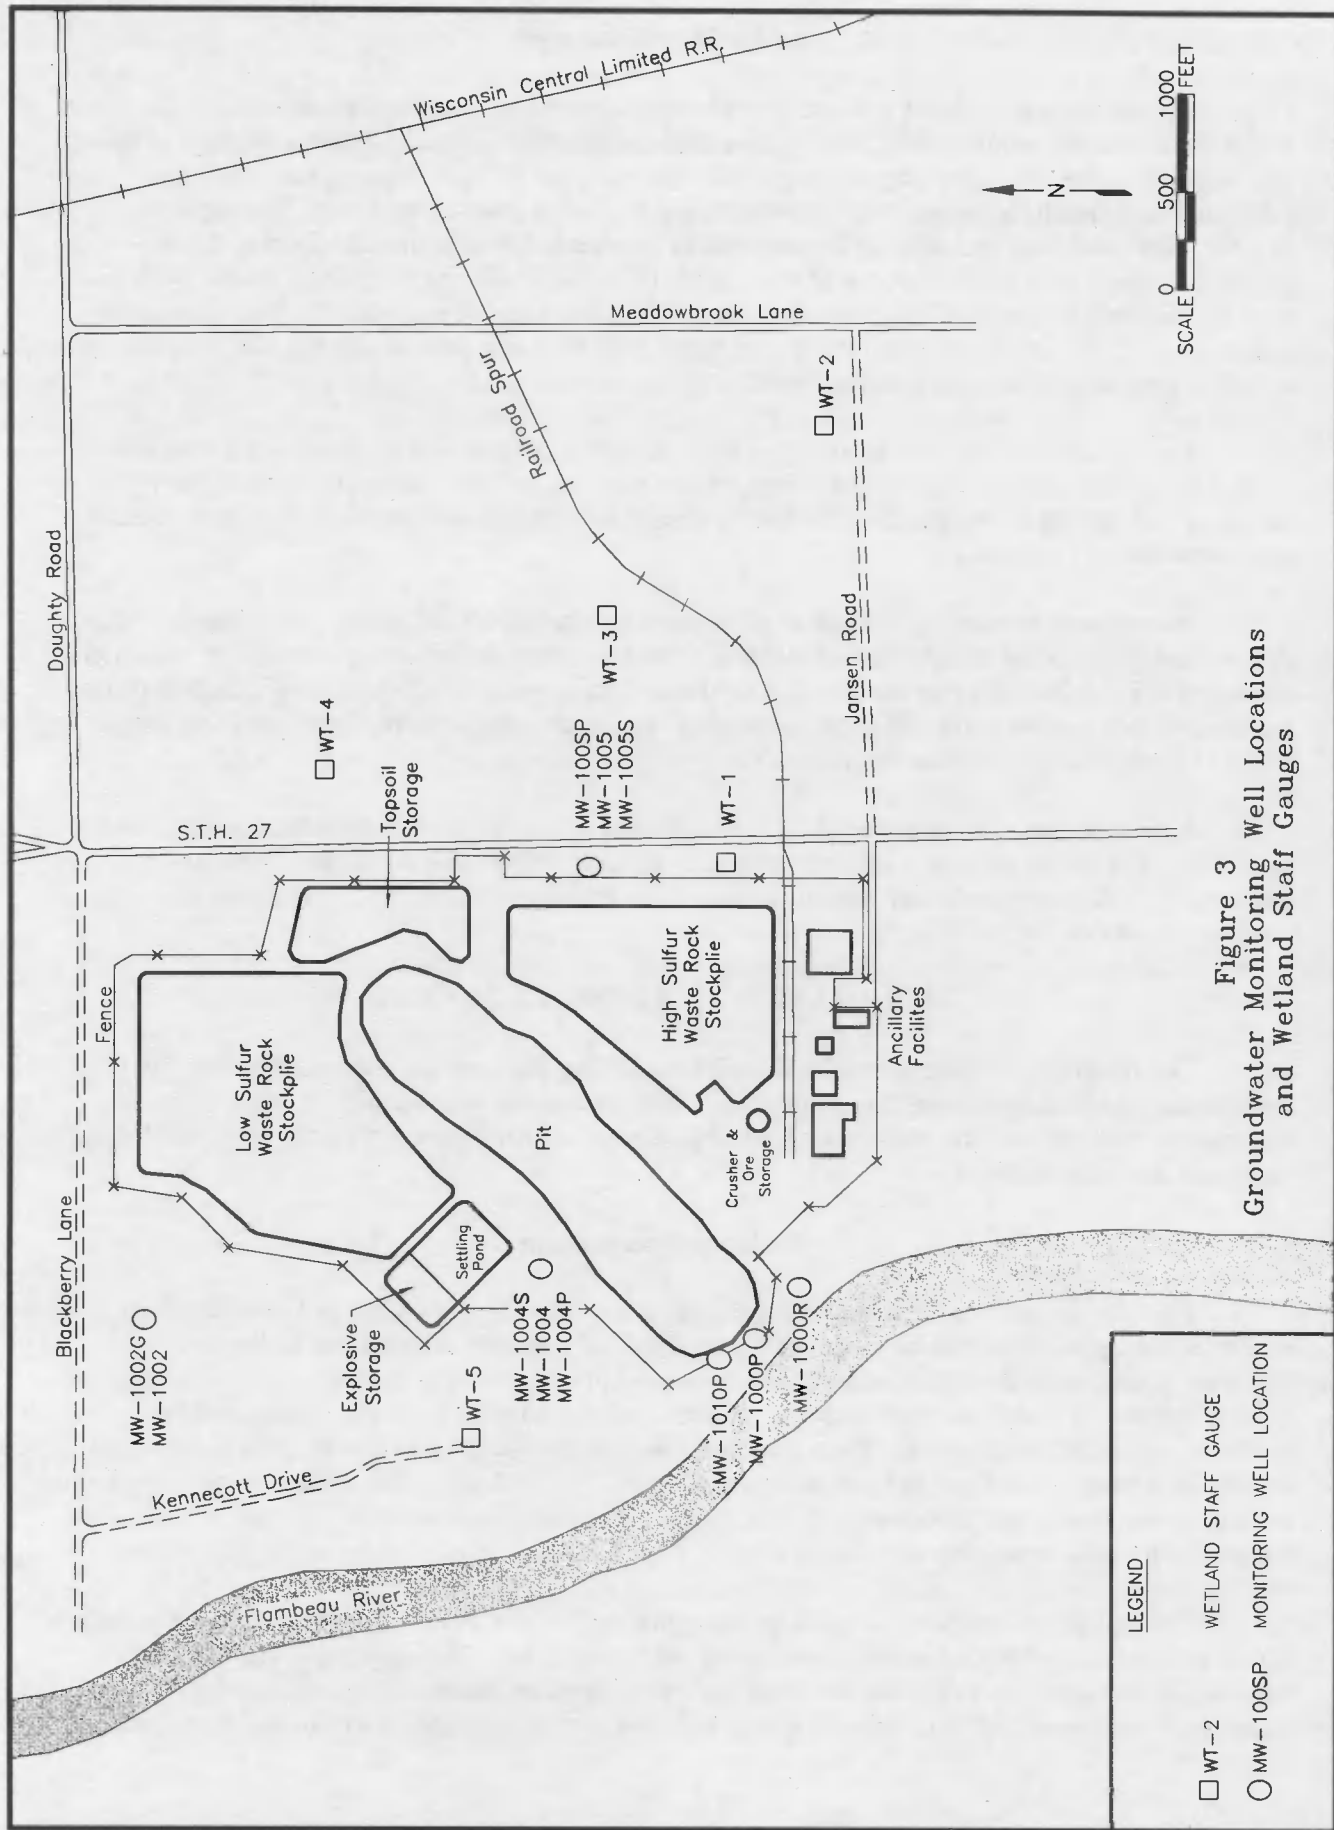 Blackberry Lane
Doughty Road
Wisconsin Central Limited R.R.
Fence
S.T.H. 27
MW-1002G
MW-1002
Kennecott Drive
Flambeau River
Low Sulfur
Waste Rock
Stockplie
Topsoil
Storage
WT-4
Railroad Spur
Meadowbrook Lane
Explosive
Storage
Settling
Pond
WT-5
MW-1004S
MW-1004
MW-1004P
Pit
MW-100SP
MW-1005
MW-1005S
WT-3
High Sulfur
Waste Rock
Stockplie
WT-1
Crusher &
Ore
Storage
MW-1010P
MW-1000P
MW-1000R
WT-2
Jansen Road
Ancillary
Facilites
N
SCALE
0
500
1000
FEET
LEGEND
WT-2 WETLAND STAFF GAUGE
MW-100SP MONITORING WELL LOCATION
Figure 3
Groundwater Monitoring Well Locations
and Wetland Staff Gauges